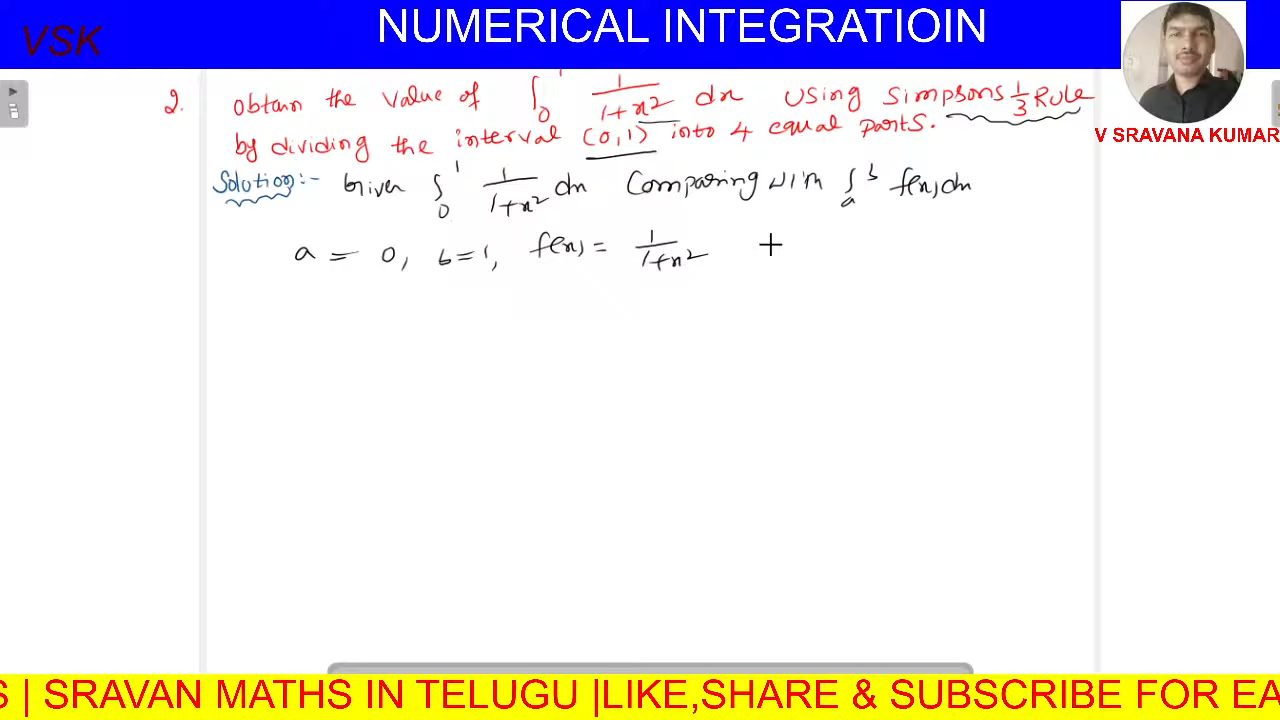 VSK
NUMERICAL INTEGRATIOIN
2. obtain the value of ∫₀¹ 1/(1+x²) dx using Simpsons 1/3 Rule
by dividing the interval (0,1) into 4 equal parts.
V SRAVANA KUMAR
Solution:- Given ∫₀¹ 1/(1+x²) dx Comparing with ∫ₐᵇ f(x) dx
a = 0, b=1, f(x) = 1/(1+x²)
S | SRAVAN MATHS IN TELUGU |LIKE,SHARE & SUBSCRIBE FOR EA